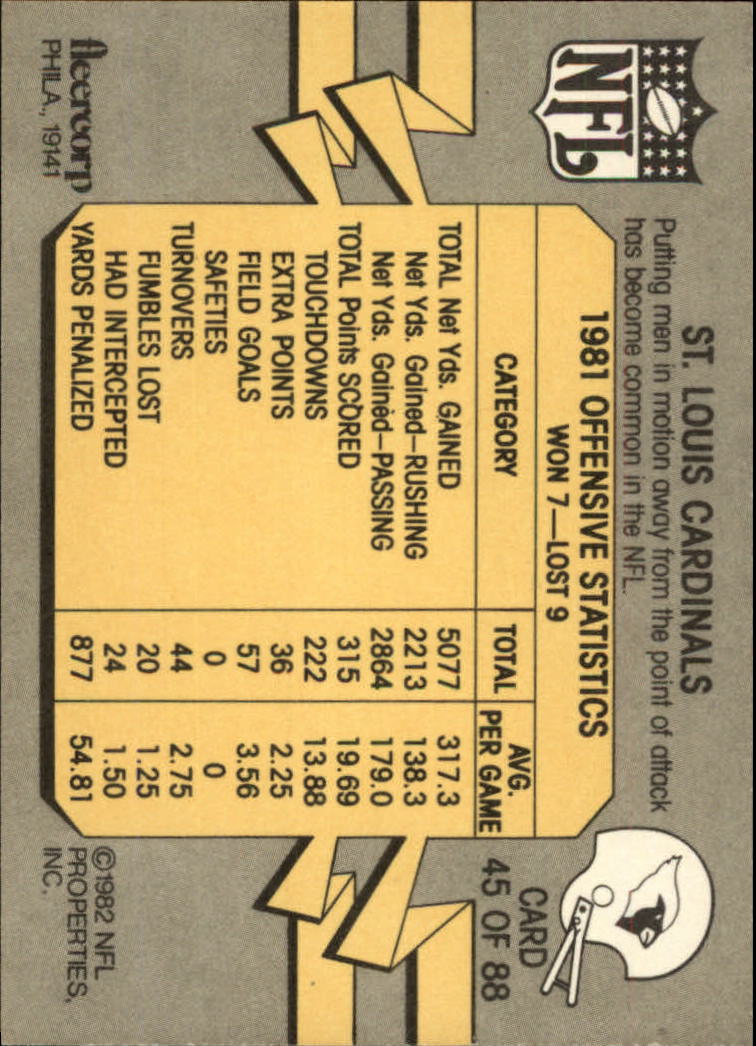 NFL
ST. LOUIS CARDINALS
Putting men in motion away from the point of attack
has become common in the NFL.
CARD
45 OF 88
1981 OFFENSIVE STATISTICS
WON 7—LOST 9
CATEGORY TOTAL AVG. PER GAME
TOTAL Net Yds. GAINED 5077 317.3
Net Yds. Gained—RUSHING 2213 138.3
Net Yds. Gained—PASSING 2864 179.0
TOTAL Points SCORED 315 19.69
TOUCHDOWNS 222 13.88
EXTRA POINTS 36 2.25
FIELD GOALS 57 3.56
SAFETIES 0 0
TURNOVERS 44 2.75
FUMBLES LOST 20 1.25
HAD INTERCEPTED 24 1.50
YARDS PENALIZED 877 54.81
fleercorp
PHILA., 19141
©1982 NFL
PROPERTIES,
INC.